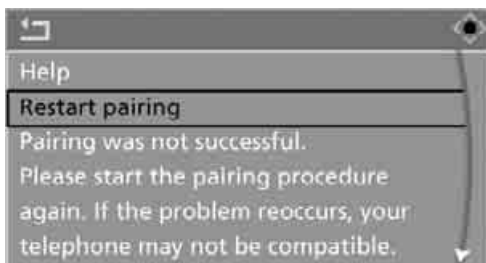 Help
Restart pairing
Pairing was not successful.
Please start the pairing procedure
again. If the problem reoccurs, your
telephone may not be compatible.